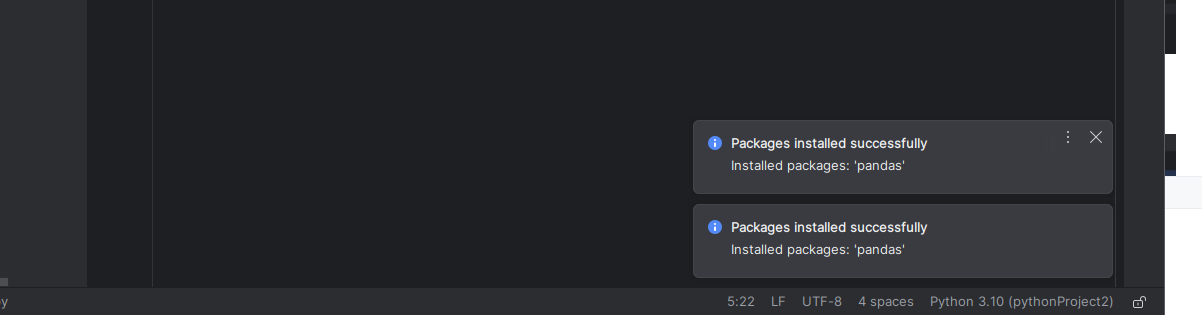 Packages installed successfully
Installed packages: 'pandas'
Packages installed successfully
Installed packages: 'pandas'
5:22 LF UTF-8 4 spaces Python 3.10 (pythonProject2)